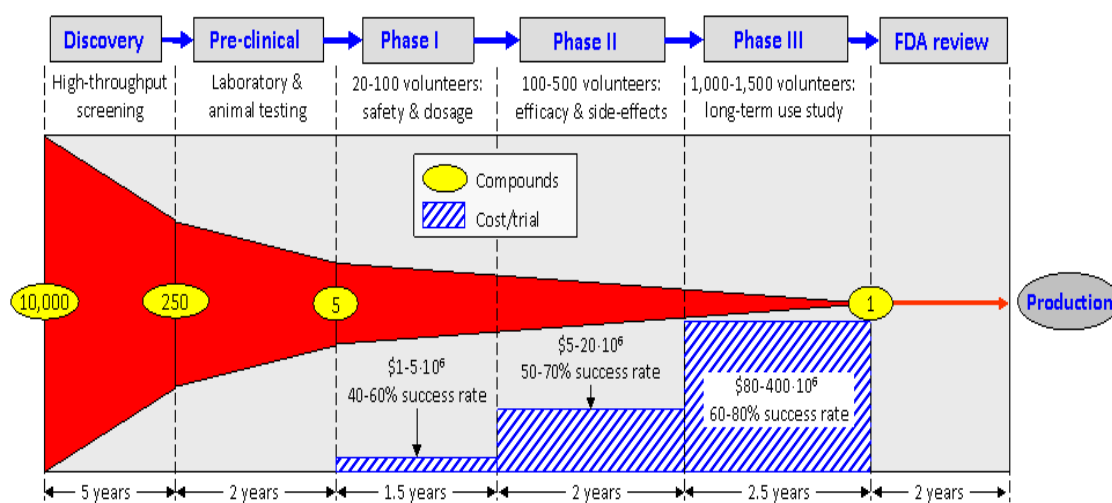 Discovery
Pre-clinical
Phase I
Phase II
Phase III
FDA review
High-throughput
screening
Laboratory &
animal testing
20-100 volunteers:
safety & dosage
100-500 volunteers:
efficacy & side-effects
1,000-1,500 volunteers:
long-term use study
Compounds
Cost/trial
10,000
250
5
1
Production
$1-5·10⁶
40-60% success rate
$5-20·10⁶
50-70% success rate
$80-400·10⁶
60-80% success rate
5 years
2 years
1.5 years
2 years
2.5 years
2 years